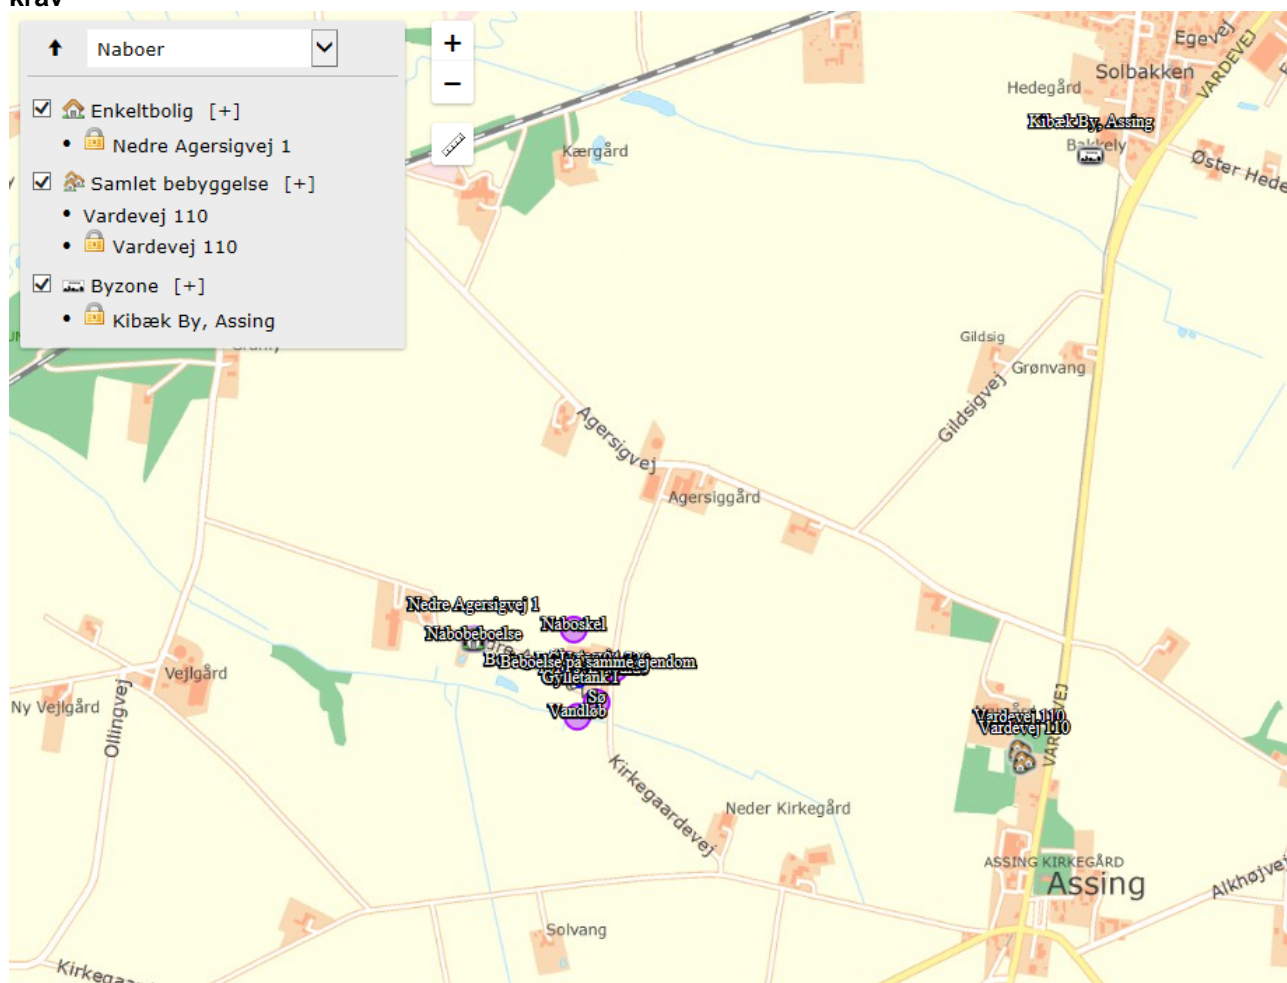 krav
Naboer
Enkeltbolig [+]
Nedre Agersigvej 1
Samlet bebyggelse [+]
Vardevej 110
Vardevej 110
Byzone [+]
Kibæk By, Assing
+
−
Egevej
Solbakken
VARDEVEJ
Hedegård
Kibæk By, Assing
Bakkely
Øster Hede
Kærgård
Gildsig
Grønvang
Gildsigvej
Agersigvej
Agersiggård
Nedre Agersigvej 1
Naboskel
Nabobeboelse
Beboelse på samme ejendom
Gylletank 1
Sø
Vandløb
Vejlgård
Ny Vejlgård
Ollingvej
Vardevej 110
Vardevej 110
Kirkegaardevej
Neder Kirkegård
ASSING KIRKEGÅRD
Assing
Alkhøjvej
Solvang
Kirkegaa